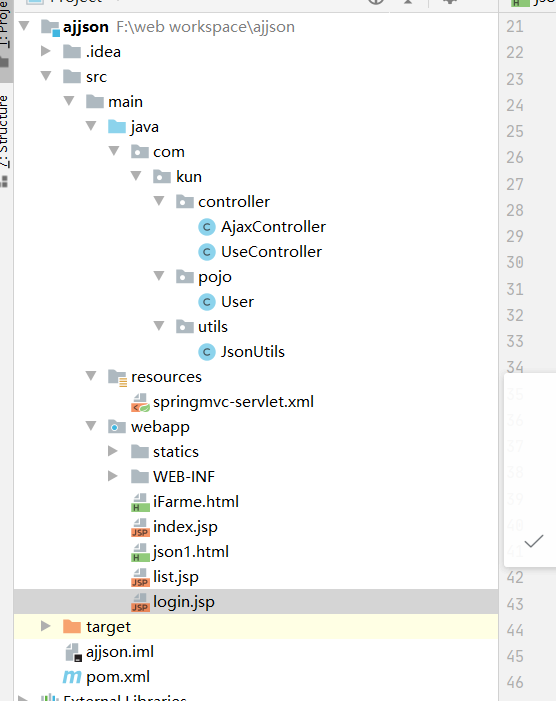 Project
ajjson F:\web workspace\ajjson
.idea
src
main
java
com
kun
controller
AjaxController
UseController
pojo
User
utils
JsonUtils
resources
springmvc-servlet.xml
webapp
statics
WEB-INF
iFarme.html
index.jsp
json1.html
list.jsp
login.jsp
target
ajjson.iml
pom.xml
External Libraries
Z: Structure
21
22
23
24
25
26
27
28
29
30
31
32
33
34
42
43
44
45
46